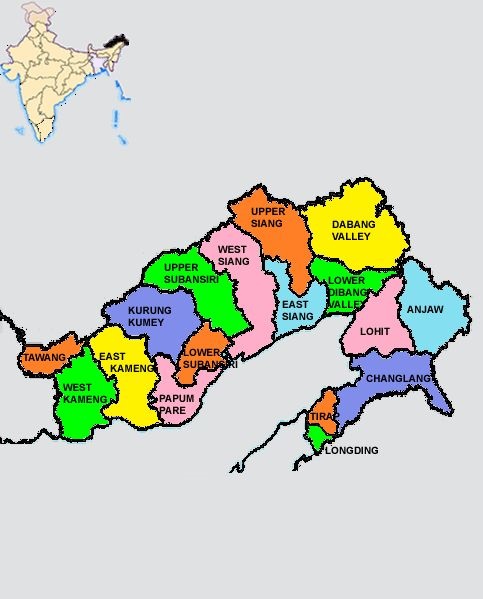 UPPER
SIANG
DABANG
VALLEY
WEST
SIANG
UPPER
SUBANSIRI
LOWER
DIBANG
VALLEY
EAST
SIANG
ANJAW
KURUNG
KUMEY
LOHIT
LOWER
SUBANSIRI
TAWANG
EAST
KAMENG
CHANGLANG
WEST
KAMENG
PAPUM
PARE
TIRA
LONGDING